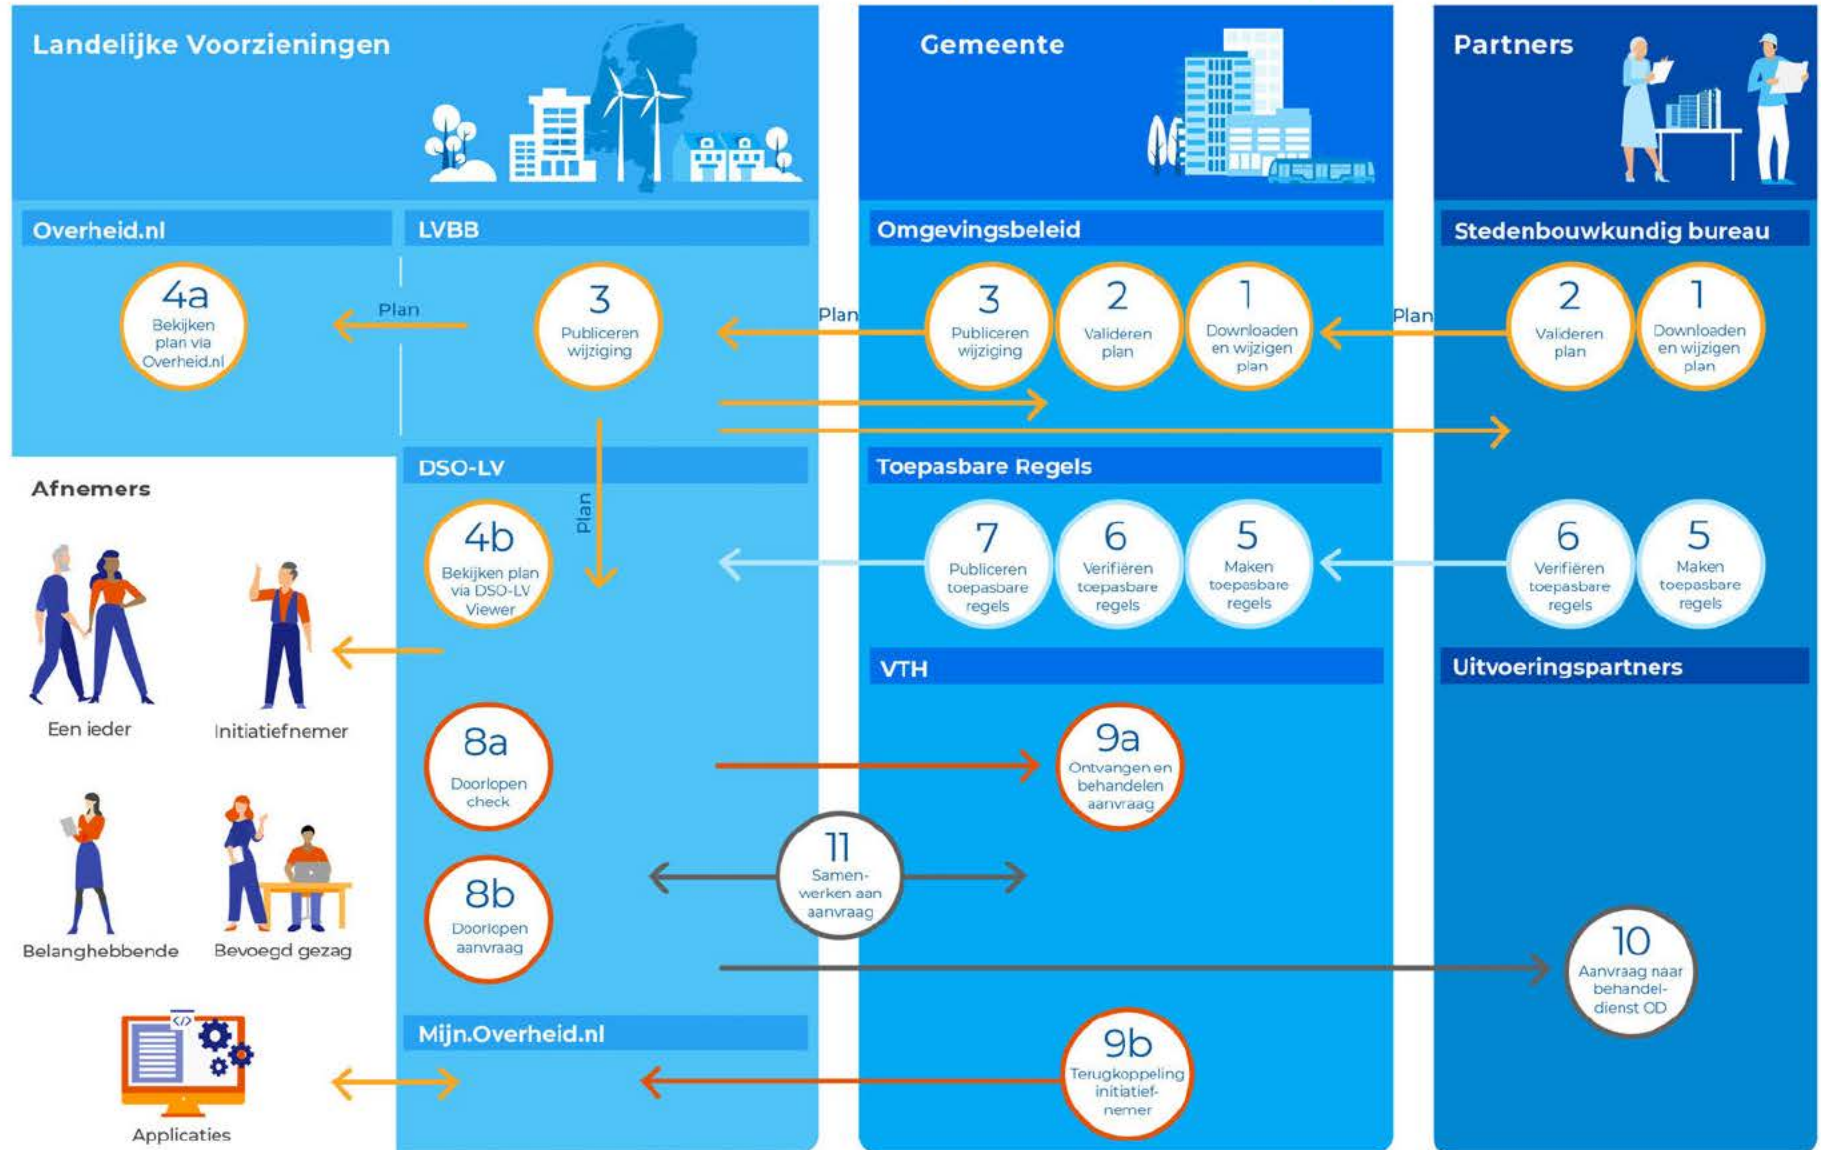 Landelijke Voorzieningen
Gemeente
Partners
Overheid.nl
LVBB
Omgevingsbeleid
Stedenbouwkundig bureau
4a
Bekijken
plan via
Overheid.nl
Plan
3
Publiceren
wijziging
Plan
3
Publiceren
wijziging
2
Valideren
plan
1
Downloaden
en wijzigen
plan
Plan
2
Valideren
plan
1
Downloaden
en wijzigen
plan
Afnemers
DSO-LV
Toepasbare Regels
4b
Bekijken plan
via DSO-LV
Viewer
Plan
7
Publiceren
toepasbare
regels
6
Verifiëren
toepasbare
regels
5
Maken
toepasbare
regels
6
Verifiëren
toepasbare
regels
5
Maken
toepasbare
regels
VTH
Uitvoeringspartners
Een ieder
Initiatiefnemer
8a
Doorlopen
check
9a
Ontvangen en
behandelen
aanvraag
11
Samen-
werken aan
aanvraag
8b
Doorlopen
aanvraag
Belanghebbende
Bevoegd gezag
10
Aanvraag naar
behandel-
dienst OD
</>
Mijn.Overheid.nl
9b
Terugkoppeling
initiatief-
nemer
Applicaties